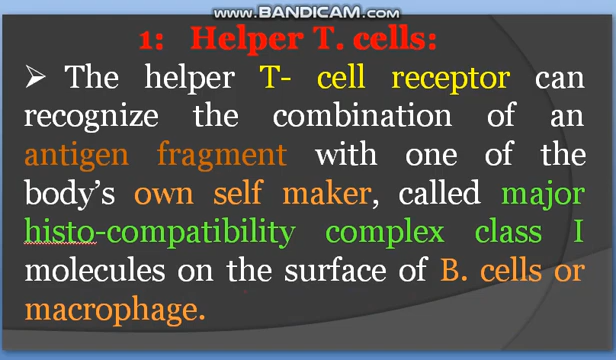 www.BANDICAM.com
1: Helper T. cells:
➢ The helper T- cell receptor can
recognize the combination of an
antigen fragment with one of the
body's own self maker, called major
histo-compatibility complex class I
molecules on the surface of B. cells or
macrophage.